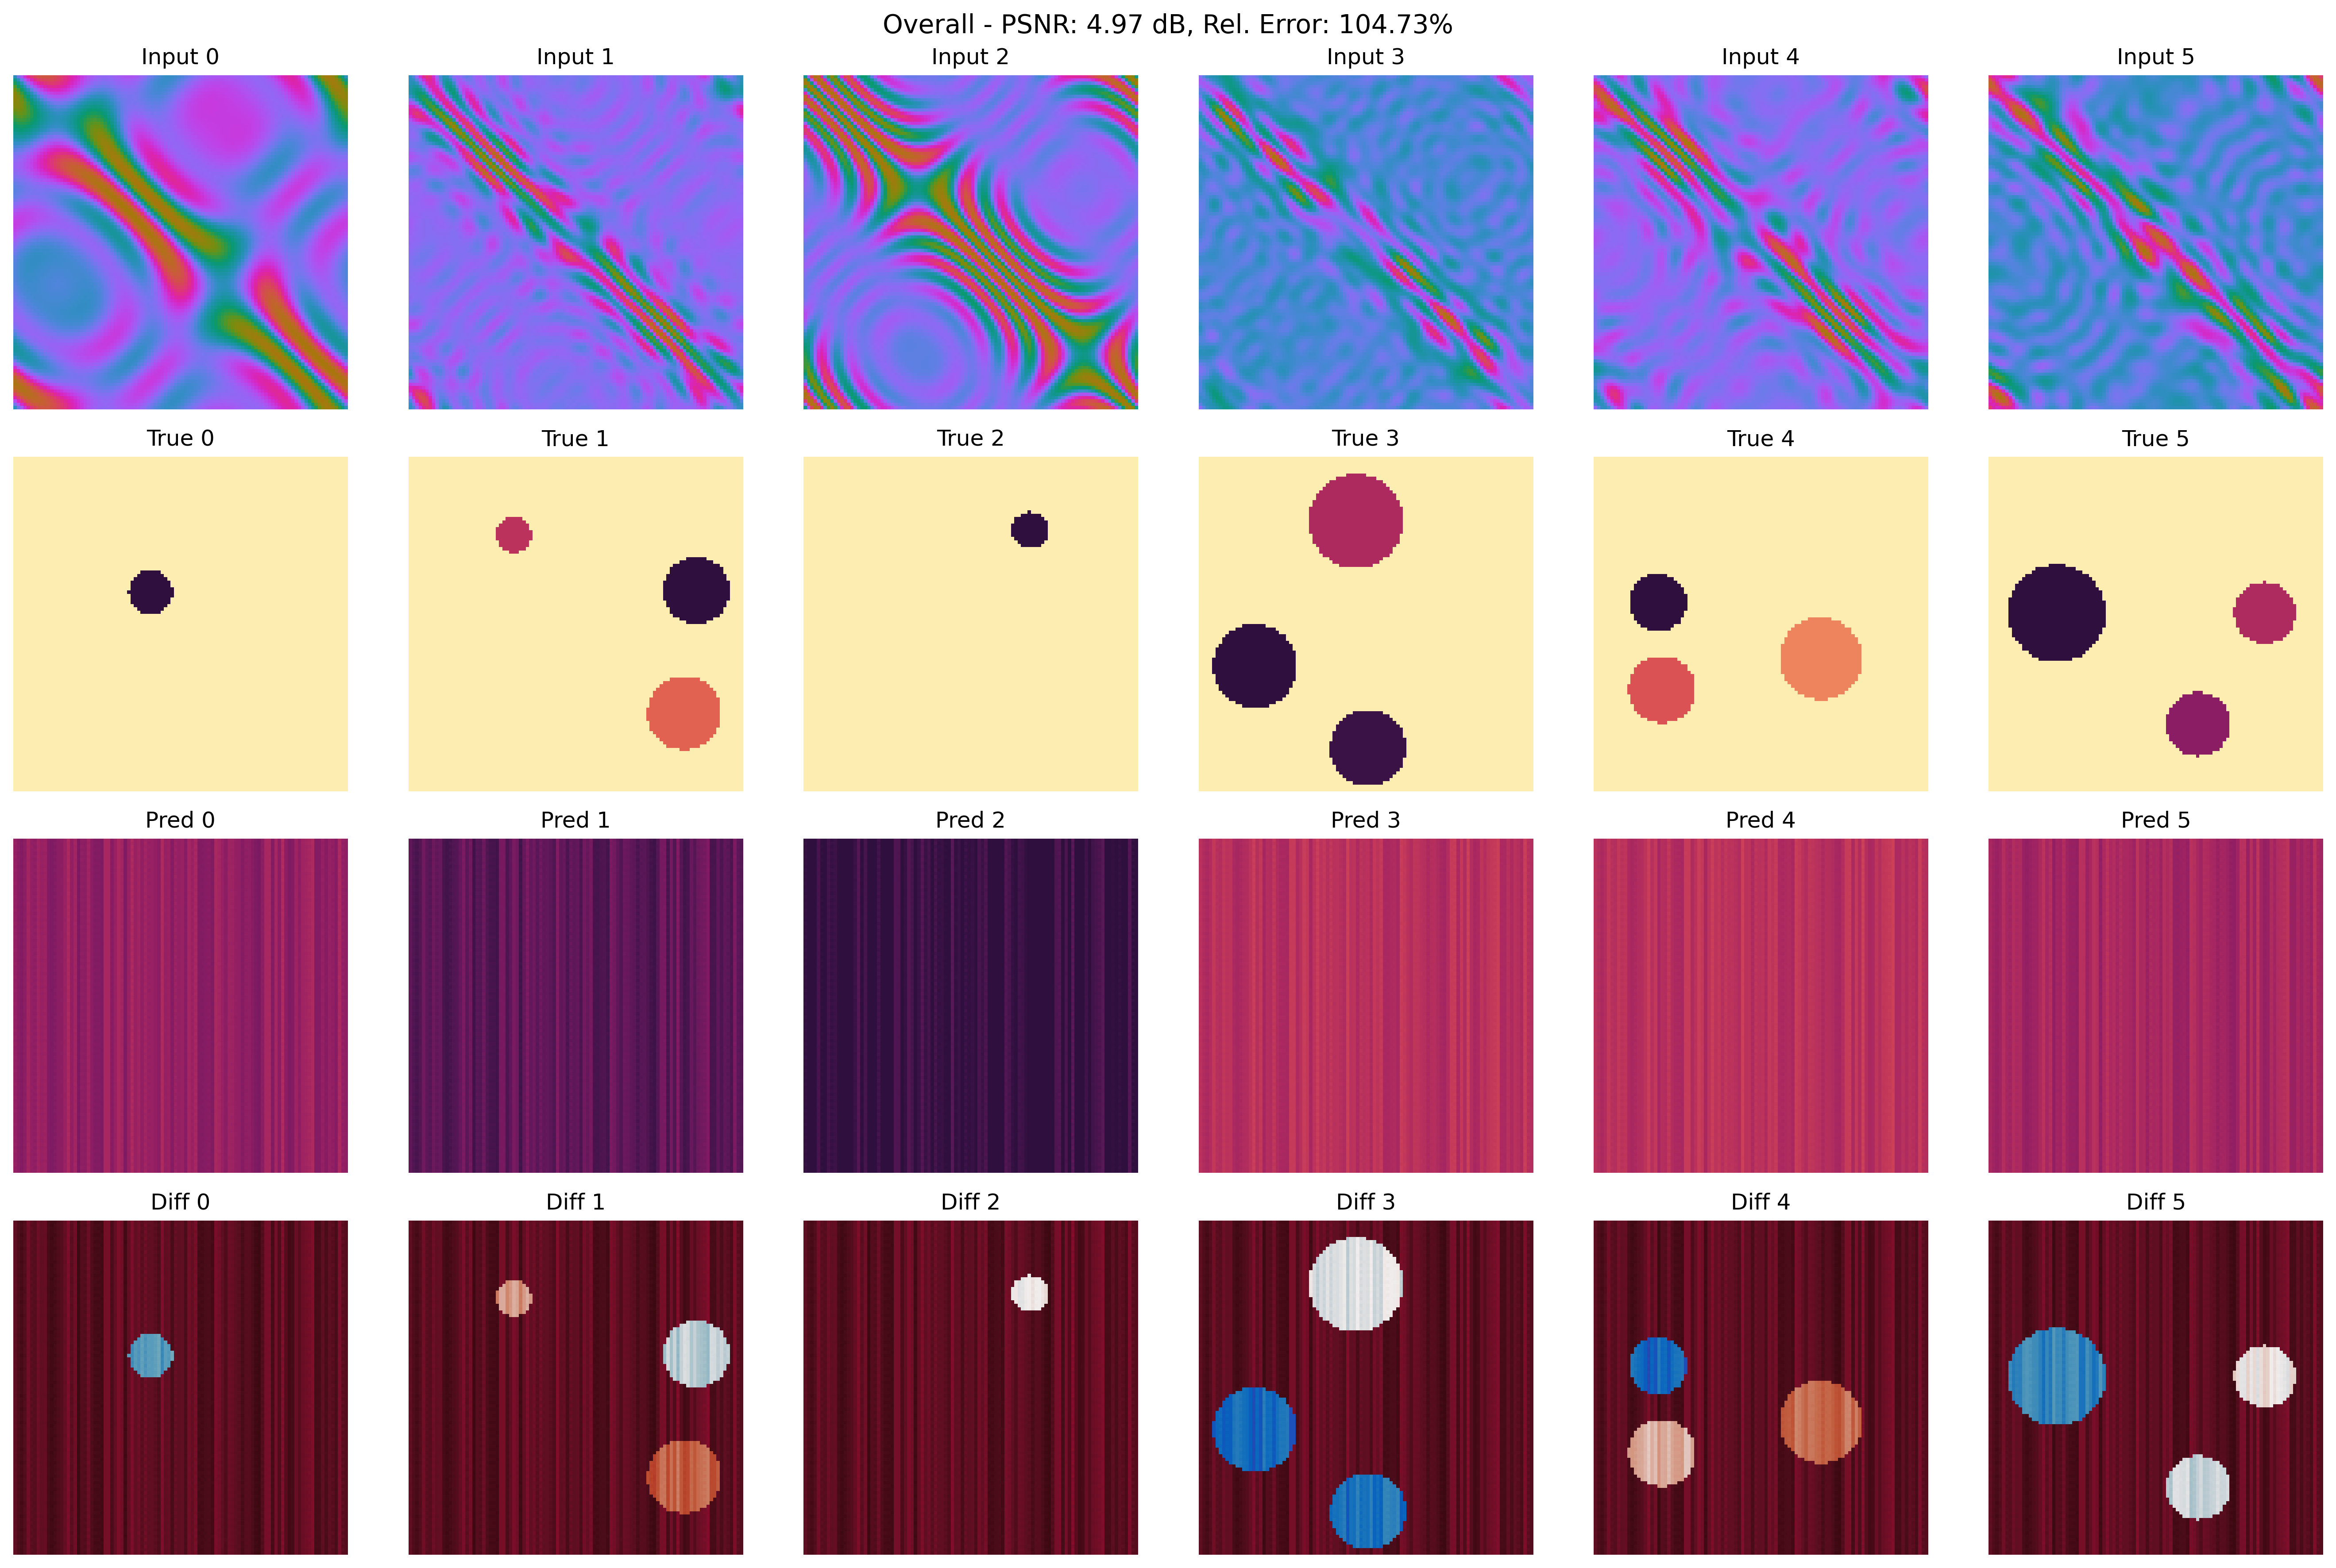 Overall - PSNR: 4.97 dB, Rel. Error: 104.73%
Input 0
Input 1
Input 2
Input 3
Input 4
Input 5
True 0
True 1
True 2
True 3
True 4
True 5
Pred 0
Pred 1
Pred 2
Pred 3
Pred 4
Pred 5
Diff 0
Diff 1
Diff 2
Diff 3
Diff 4
Diff 5